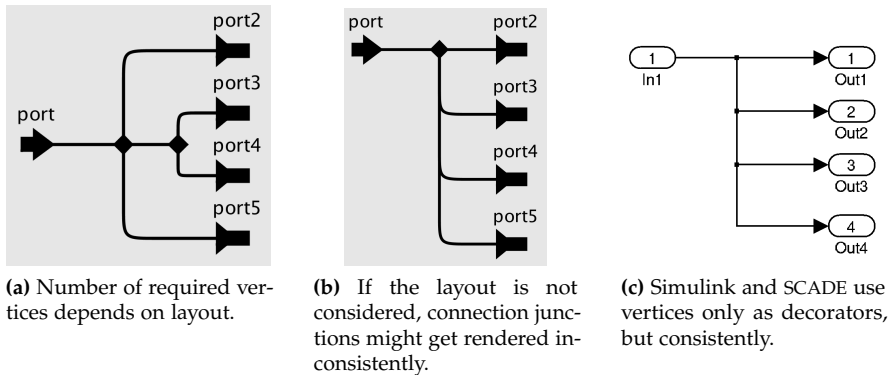 port2
port3
port
port4
port5
(a) Number of required ver-
tices depends on layout.
port
port2
port3
port4
port5
(b) If the layout is not
considered, connection junc-
tions might get rendered in-
consistently.
1
In1
1
Out1
2
Out2
3
Out3
4
Out4
(c) Simulink and SCADE use
vertices only as decorators,
but consistently.